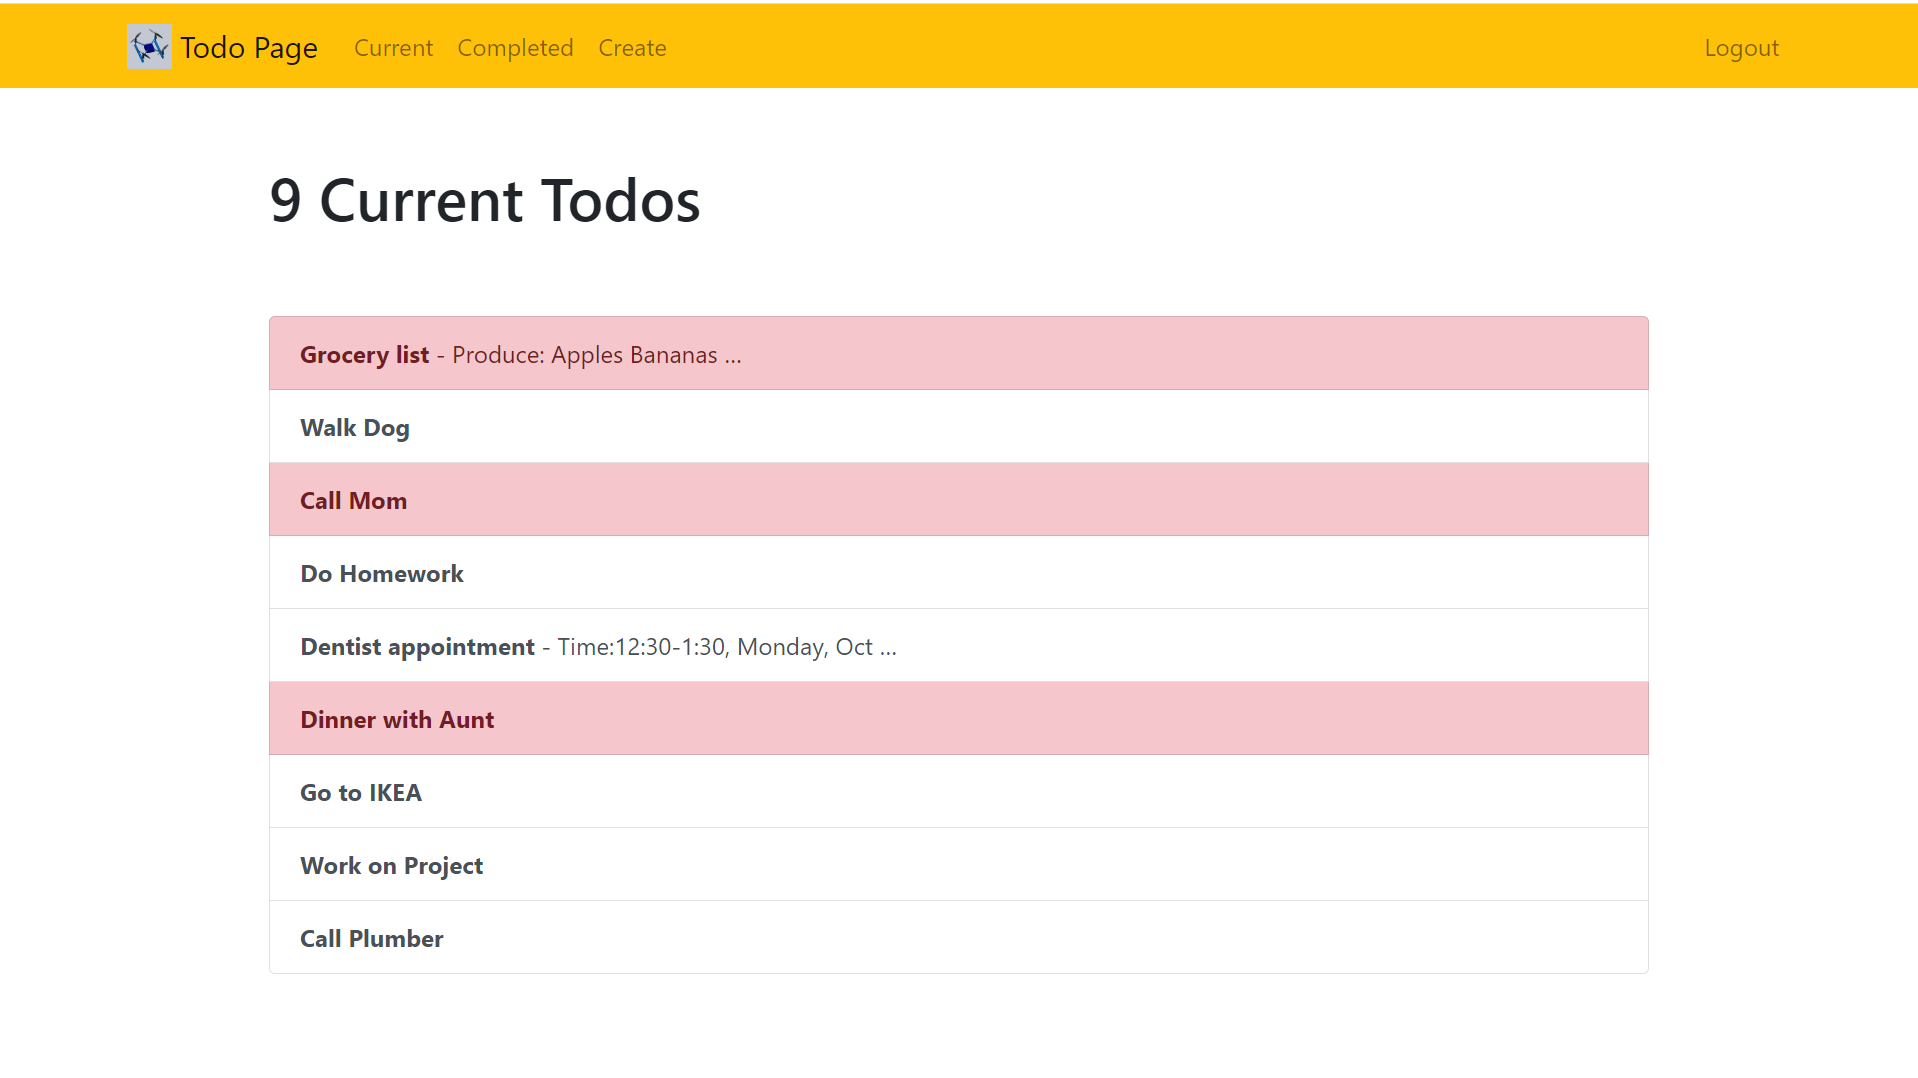 Todo Page Current Completed Create Logout
9 Current Todos
Grocery list - Produce: Apples Bananas ...
Walk Dog
Call Mom
Do Homework
Dentist appointment - Time:12:30-1:30, Monday, Oct ...
Dinner with Aunt
Go to IKEA
Work on Project
Call Plumber